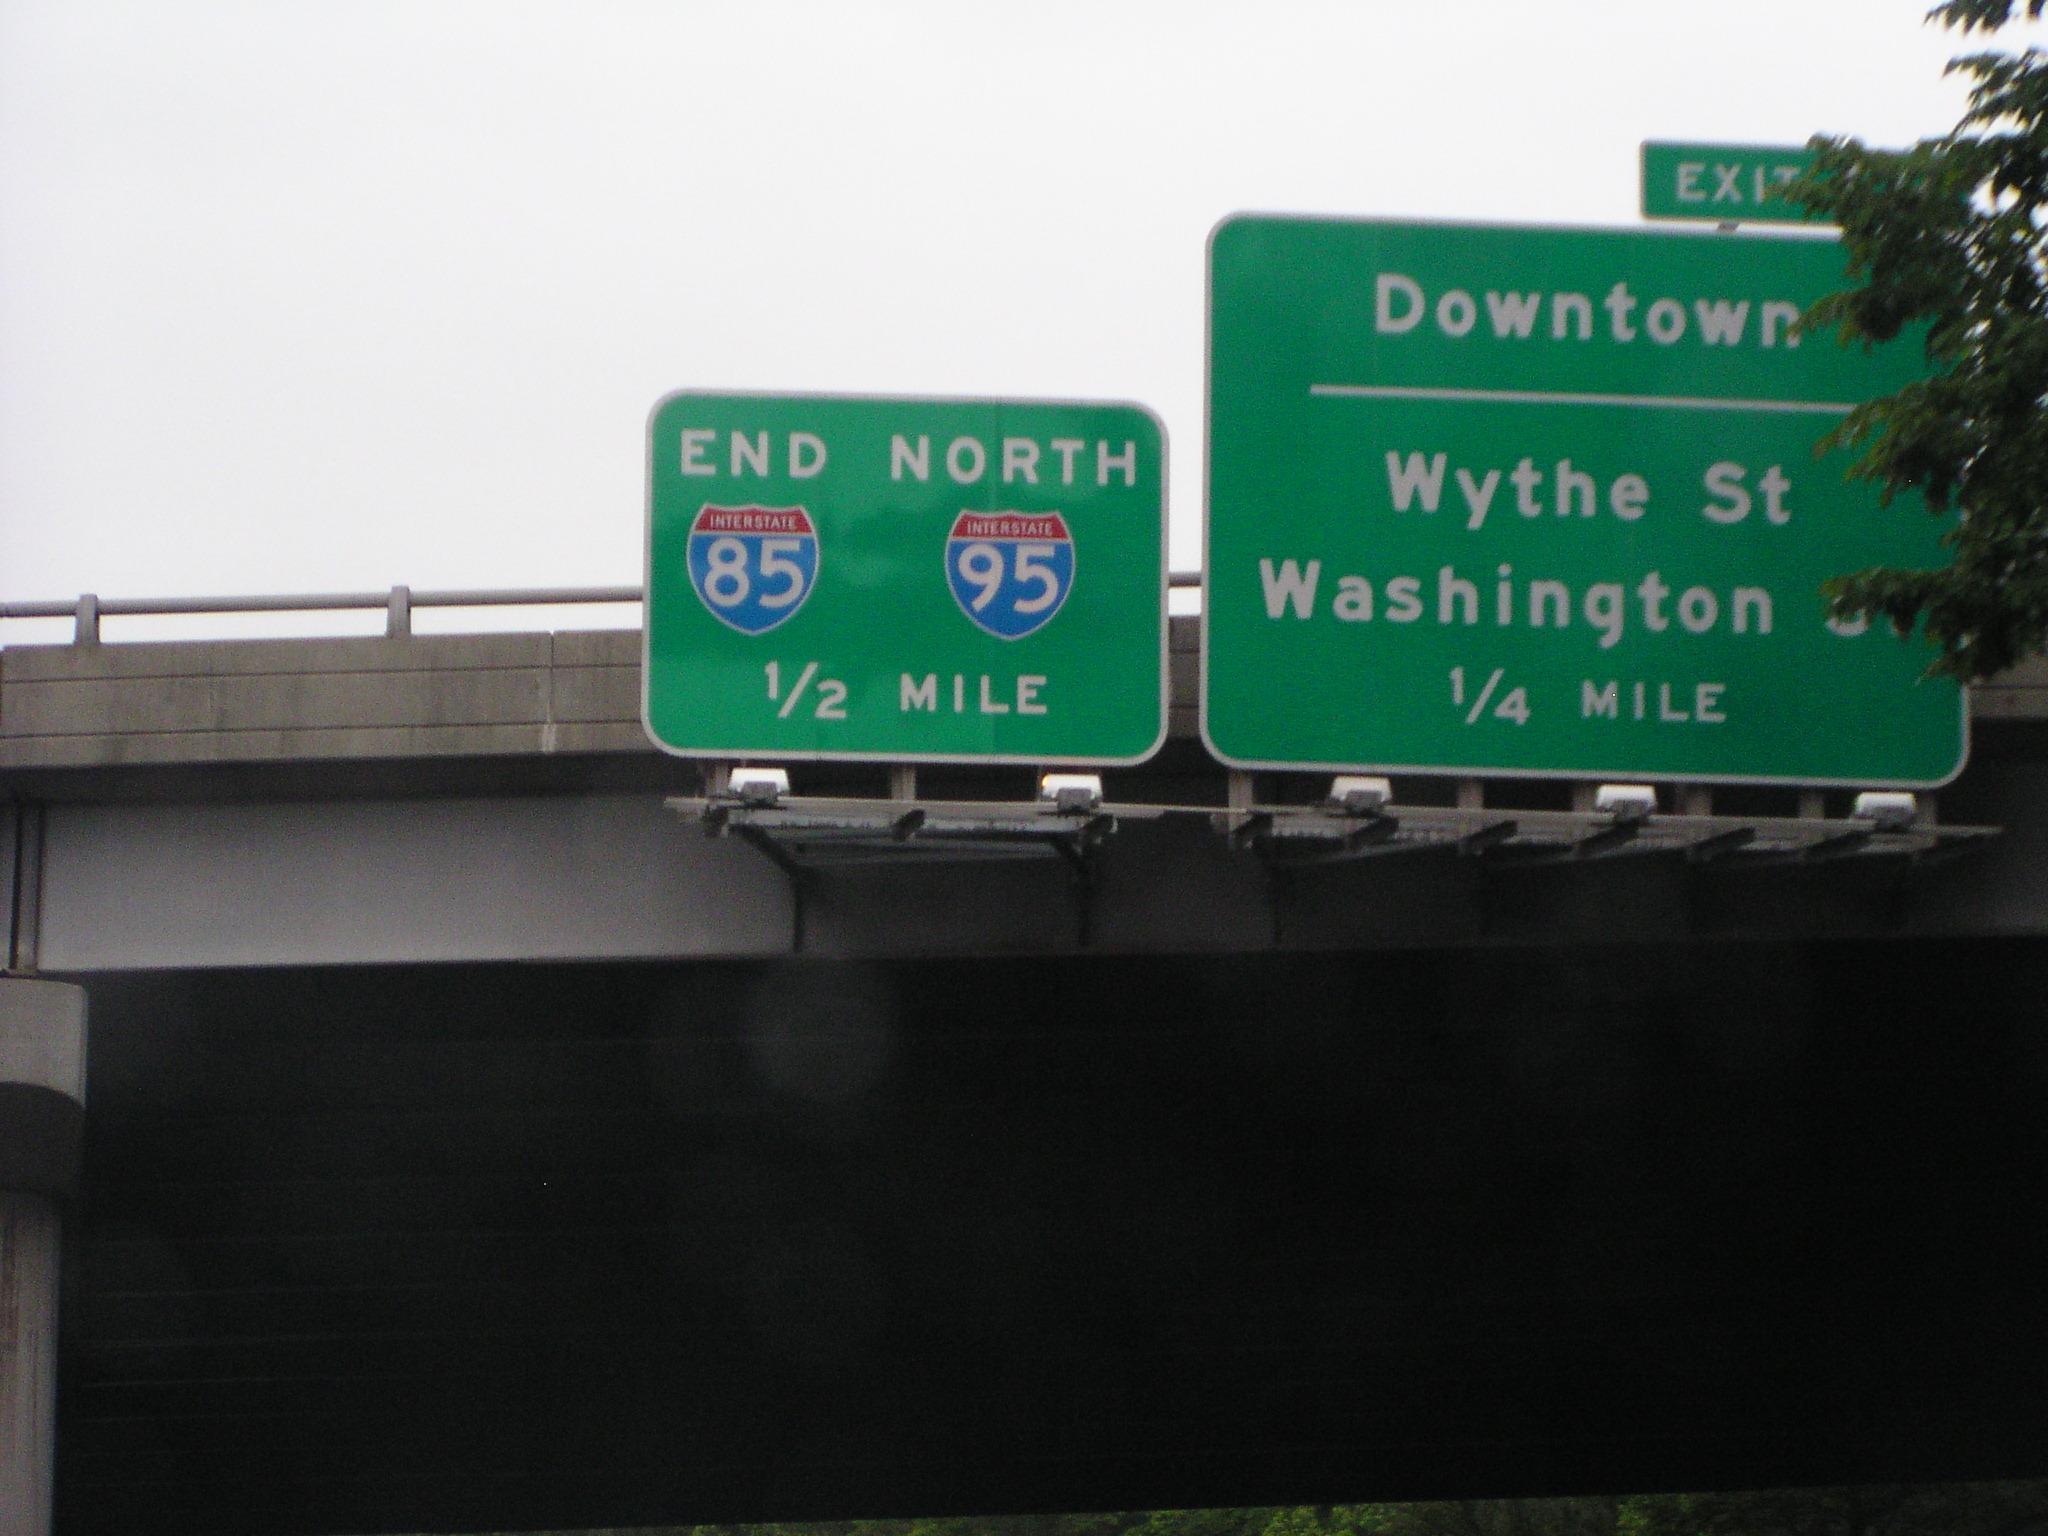 END NORTH
INTERSTATE INTERSTATE
85 95
1/2 MILE
EXIT
Downtown
Wythe St
Washington
1/4 MILE